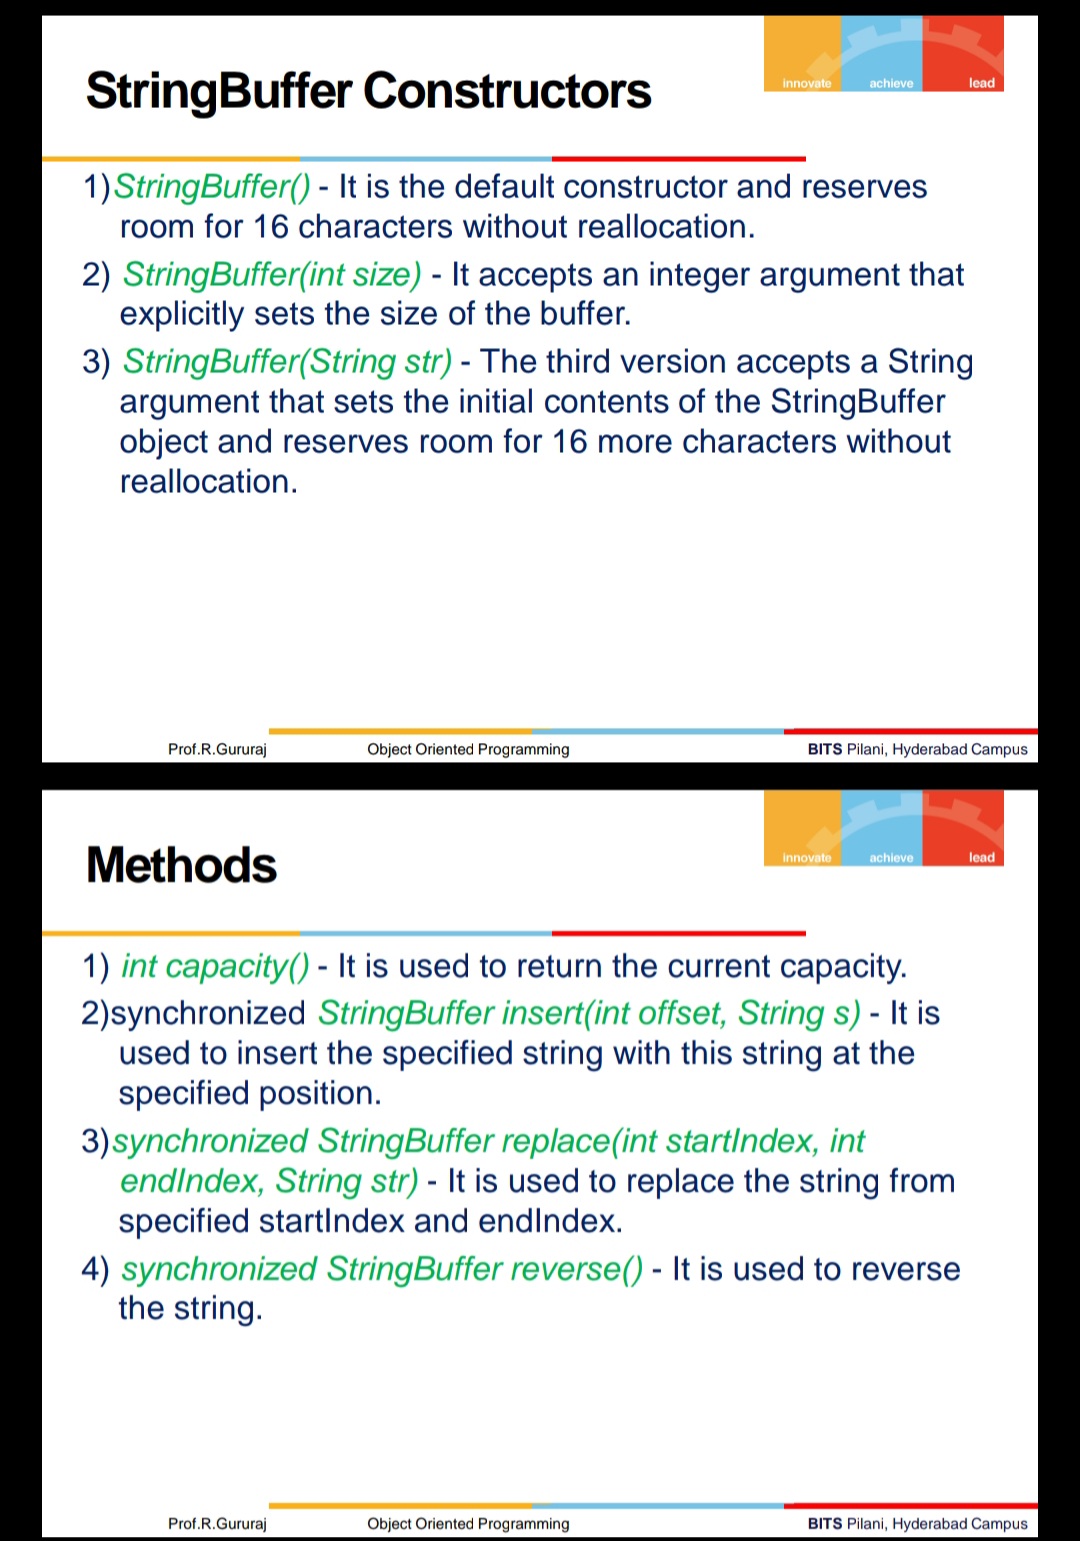 innovate achieve lead
StringBuffer Constructors
1)StringBuffer() - It is the default constructor and reserves
room for 16 characters without reallocation.
2) StringBuffer(int size) - It accepts an integer argument that
explicitly sets the size of the buffer.
3) StringBuffer(String str) - The third version accepts a String
argument that sets the initial contents of the StringBuffer
object and reserves room for 16 more characters without
reallocation.
Prof.R.Gururaj Object Oriented Programming BITS Pilani, Hyderabad Campus
innovate achieve lead
Methods
1) int capacity() - It is used to return the current capacity.
2)synchronized StringBuffer insert(int offset, String s) - It is
used to insert the specified string with this string at the
specified position.
3)synchronized StringBuffer replace(int startIndex, int
endIndex, String str) - It is used to replace the string from
specified startIndex and endIndex.
4) synchronized StringBuffer reverse() - It is used to reverse
the string.
Prof.R.Gururaj Object Oriented Programming BITS Pilani, Hyderabad Campus